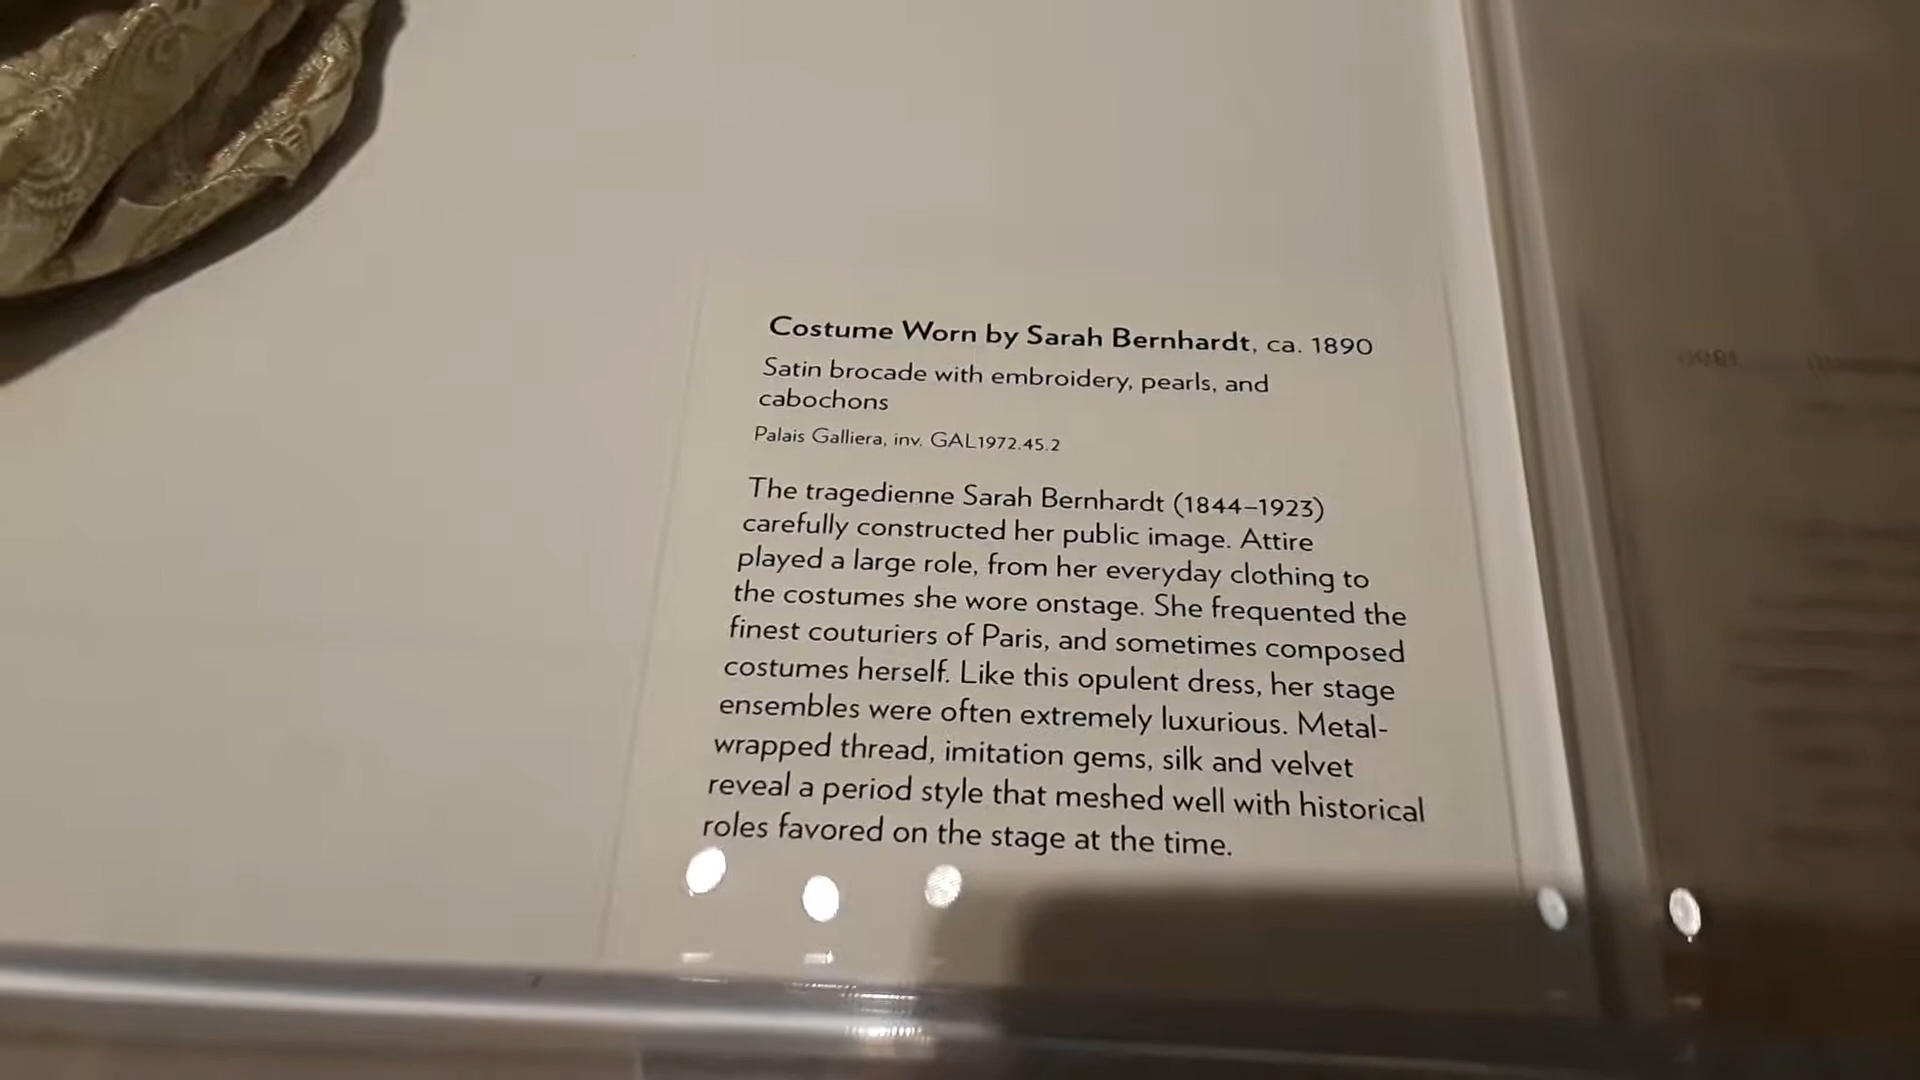 Costume Worn by Sarah Bernhardt, ca. 1890
Satin brocade with embroidery, pearls, and
cabochons
Palais Galliera, inv. GAL1972.45.2
The tragedienne Sarah Bernhardt (1844–1923)
carefully constructed her public image. Attire
played a large role, from her everyday clothing to
the costumes she wore onstage. She frequented the
finest couturiers of Paris, and sometimes composed
costumes herself. Like this opulent dress, her stage
ensembles were often extremely luxurious. Metal-
wrapped thread, imitation gems, silk and velvet
reveal a period style that meshed well with historical
roles favored on the stage at the time.